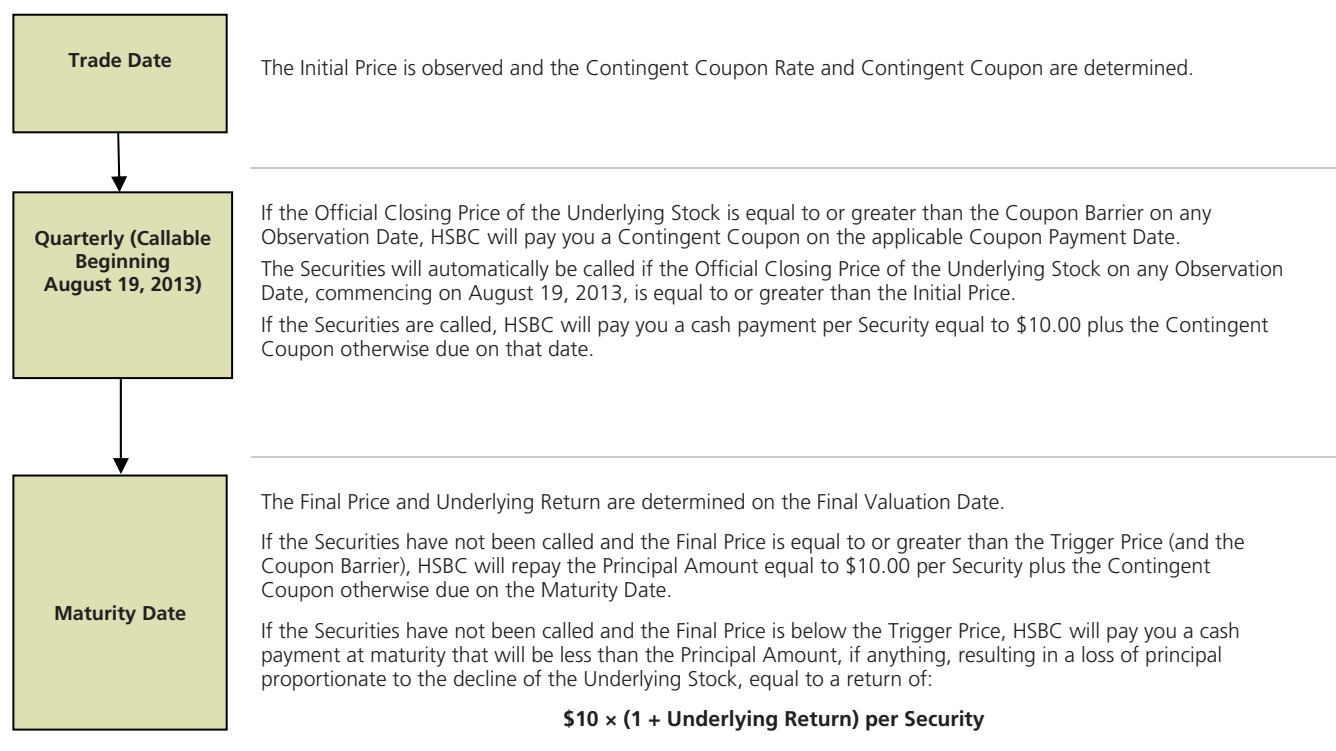 Trade Date
The Initial Price is observed and the Contingent Coupon Rate and Contingent Coupon are determined.
Quarterly (Callable
Beginning
August 19, 2013)
If the Official Closing Price of the Underlying Stock is equal to or greater than the Coupon Barrier on any
Observation Date, HSBC will pay you a Contingent Coupon on the applicable Coupon Payment Date.
The Securities will automatically be called if the Official Closing Price of the Underlying Stock on any Observation
Date, commencing on August 19, 2013, is equal to or greater than the Initial Price.
If the Securities are called, HSBC will pay you a cash payment per Security equal to $10.00 plus the Contingent
Coupon otherwise due on that date.
Maturity Date
The Final Price and Underlying Return are determined on the Final Valuation Date.
If the Securities have not been called and the Final Price is equal to or greater than the Trigger Price (and the
Coupon Barrier), HSBC will repay the Principal Amount equal to $10.00 per Security plus the Contingent
Coupon otherwise due on the Maturity Date.
If the Securities have not been called and the Final Price is below the Trigger Price, HSBC will pay you a cash
payment at maturity that will be less than the Principal Amount, if anything, resulting in a loss of principal
proportionate to the decline of the Underlying Stock, equal to a return of:
$10 × (1 + Underlying Return) per Security